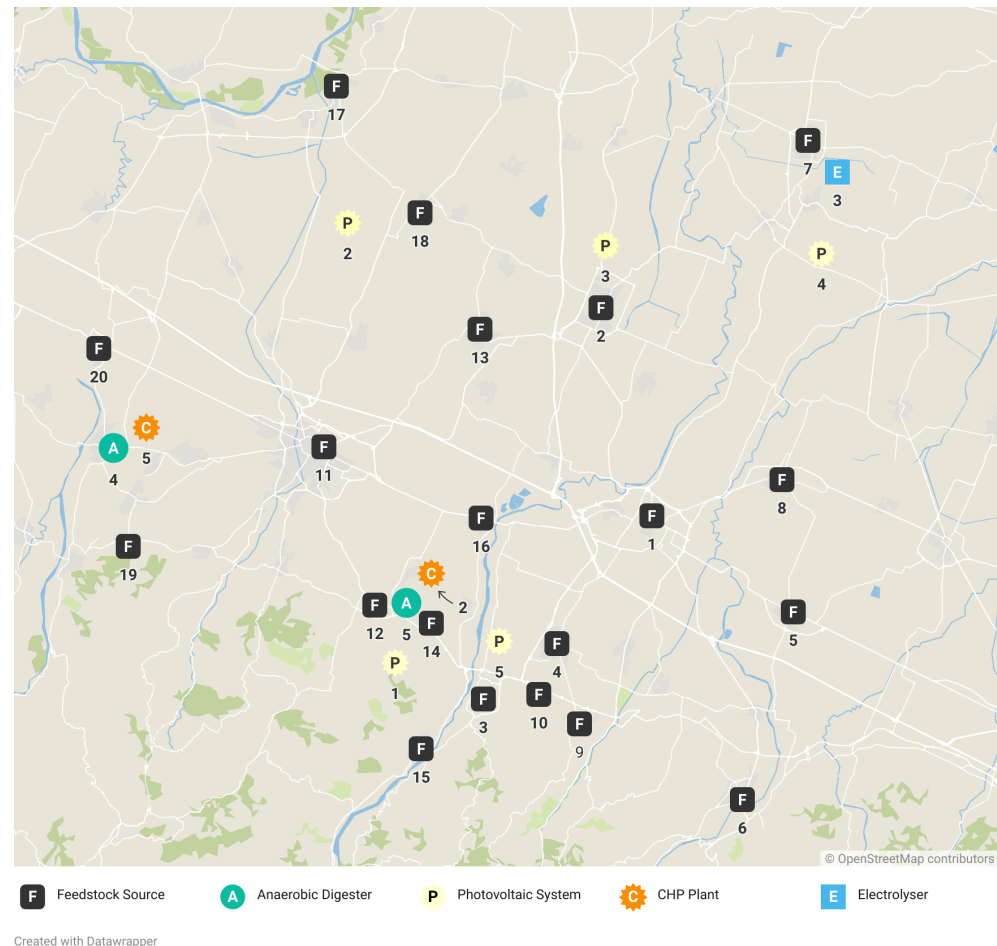 F
17
F
7
E
3
F
18
P
2
P
3
P
4
F
2
F
13
F
20
C
5
A
4
F
11
F
8
F
1
F
16
F
19
C
2
F
12
A
5
F
14
F
5
P
5
F
4
P
1
F
3
F
10
F
9
F
15
F
6
© OpenStreetMap contributors
F Feedstock Source A Anaerobic Digester P Photovoltaic System C CHP Plant E Electrolyser
Created with Datawrapper